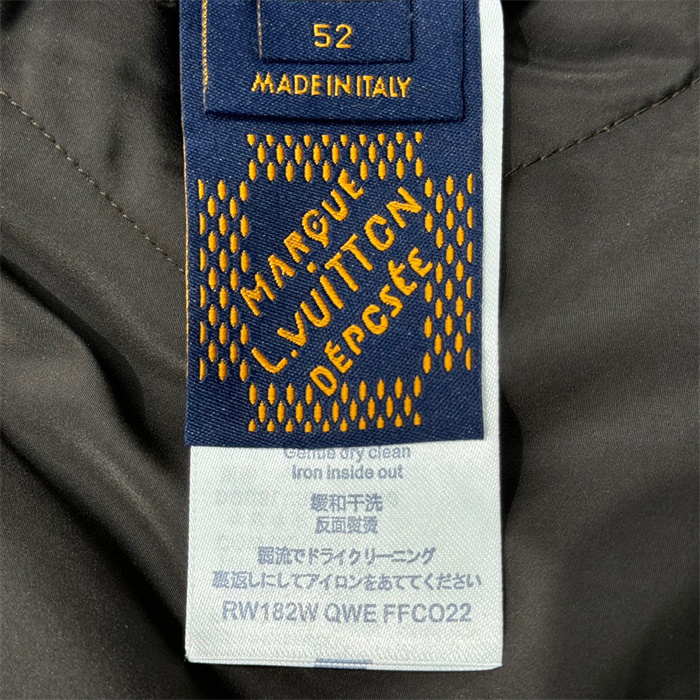 52
MADE IN ITALY
MARQUE
L.VUITTON
DÉPOSÉE
Gentle dry clean
Iron inside out
缓和干洗
反面熨烫
弱流でドライクリーニング
裏返しにしてアイロンをあててください
RW182W QWE FFCO22